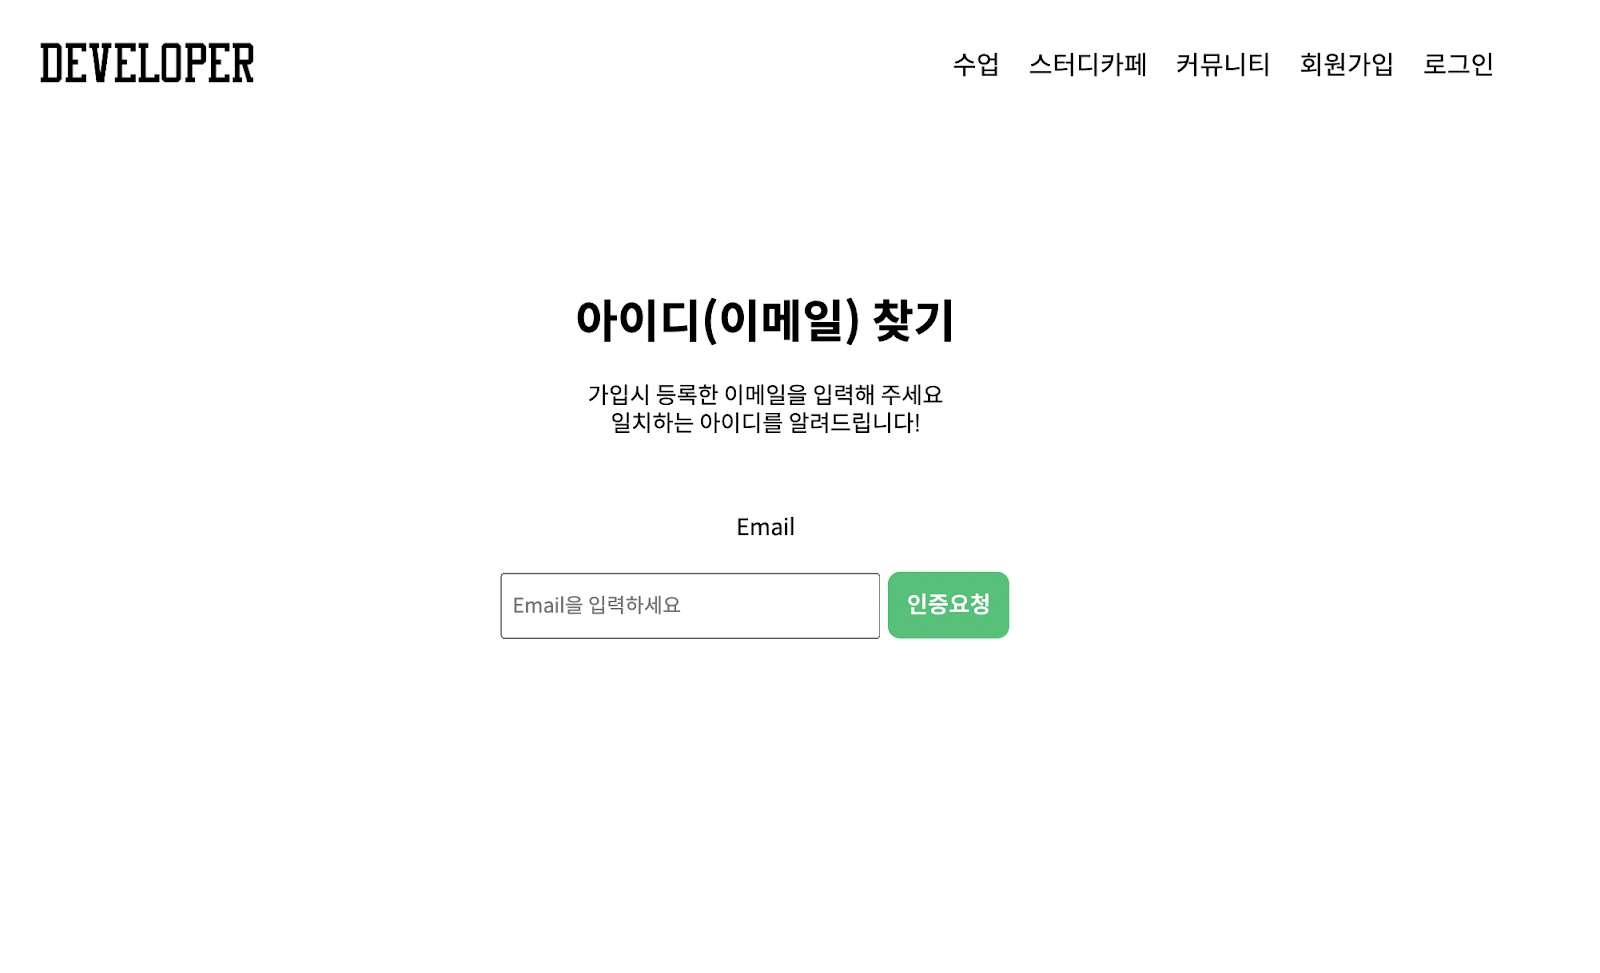 DEVELOPER
수업 스터디카페 커뮤니티 회원가입 로그인
아이디(이메일) 찾기
가입시 등록한 이메일을 입력해 주세요
일치하는 아이디를 알려드립니다!
Email
Email을 입력하세요 인증요청